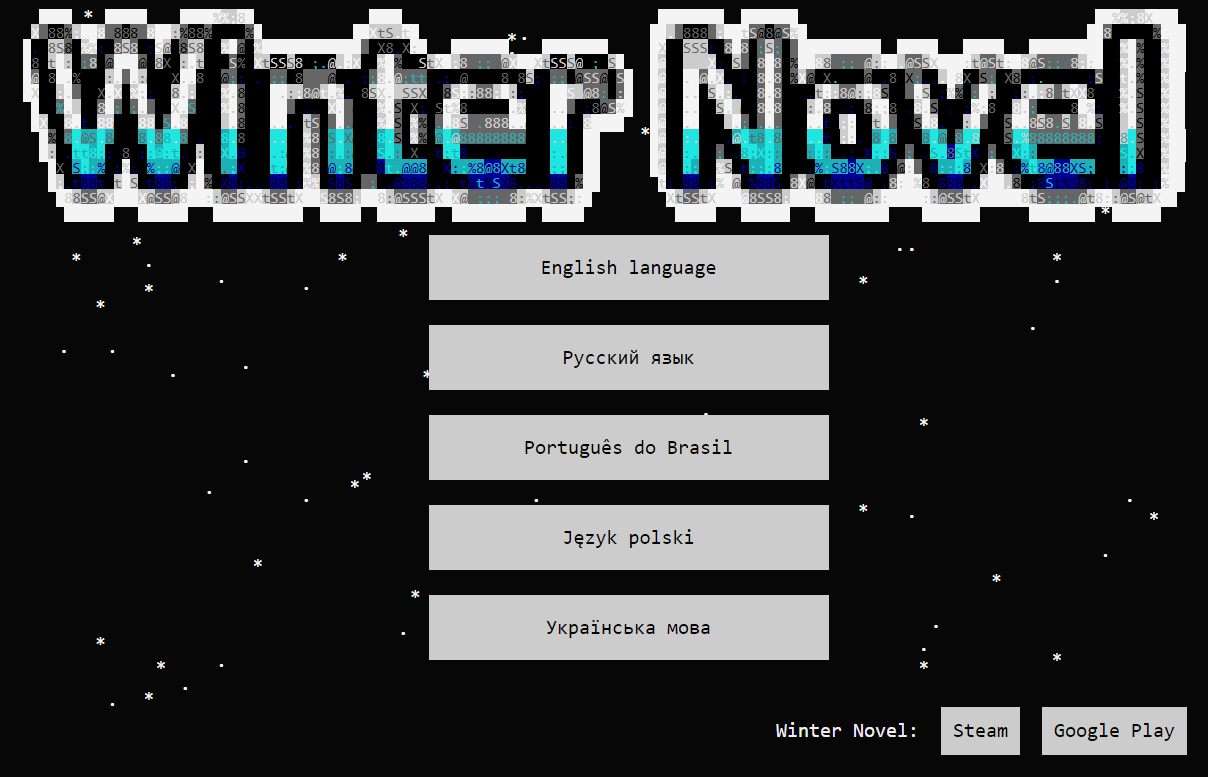 Winter Novel
English language
Русский язык
Português do Brasil
Język polski
Українська мова
Winter Novel: Steam Google Play